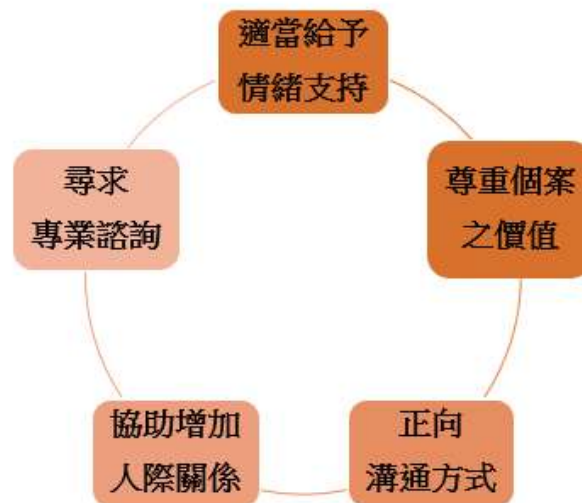 適當給予
情緒支持
尊重個案
之價值
正向
溝通方式
協助增加
人際關係
尋求
專業諮詢